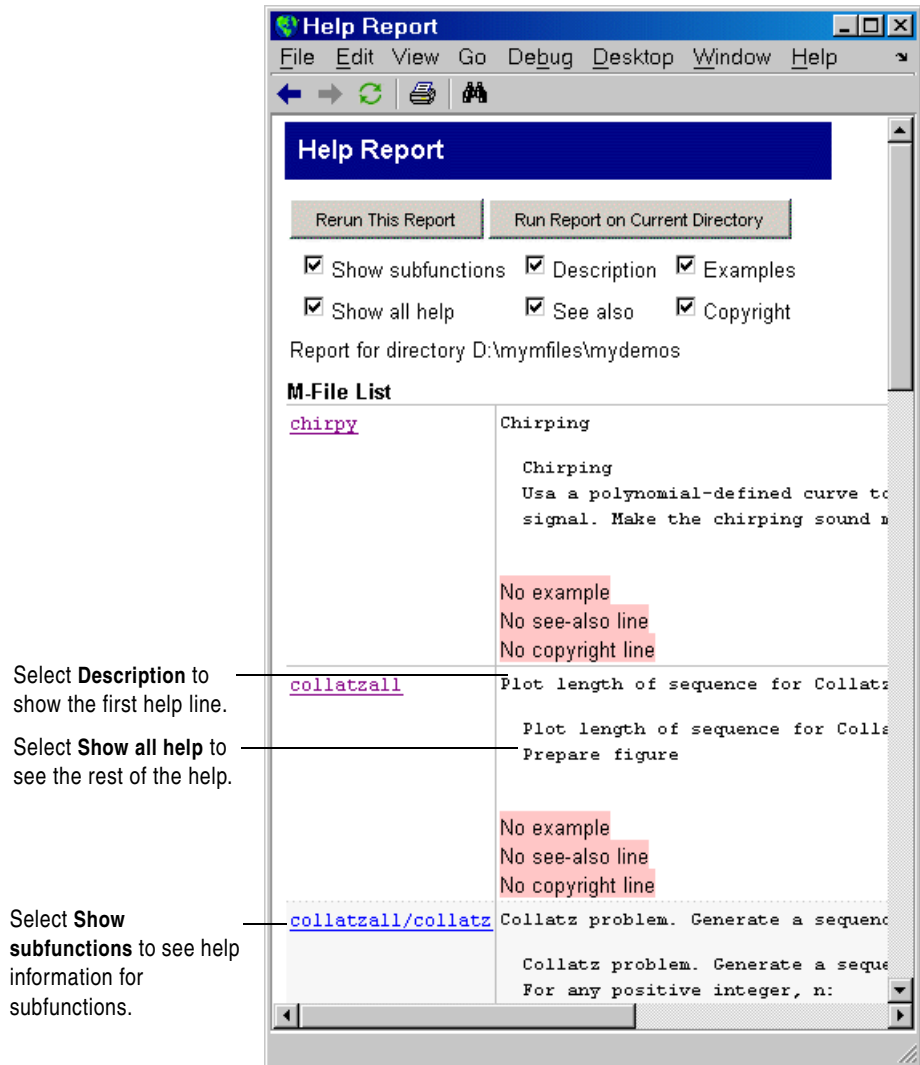 Help Report
File Edit View Go Debug Desktop Window Help
Help Report
Rerun This Report Run Report on Current Directory
Show subfunctions Description Examples
Show all help See also Copyright
Report for directory D:\mymfiles\mydemos
M-File List
chirpy Chirping
Chirping
Usa a polynomial-defined curve to
signal. Make the chirping sound
No example
No see-also line
No copyright line
Select Description to
show the first help line.
collatzall Plot length of sequence for Collatz
Plot length of sequence for Colla
Select Show all help to
see the rest of the help.
Prepare figure
No example
No see-also line
No copyright line
Select Show
subfunctions to see help
information for
subfunctions.
collatzall/collatz Collatz problem. Generate a sequenc
Collatz problem. Generate a seque
For any positive integer, n: